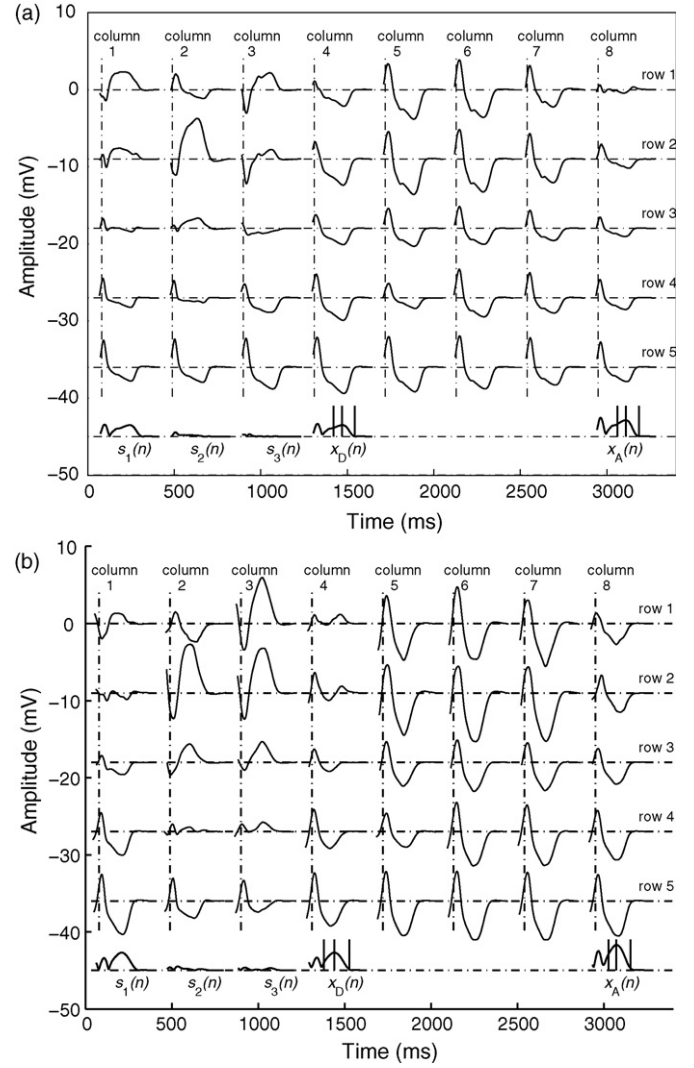 (a)
10
column column column column column column column column
1 2 3 4 5 6 7 8
row 1
0
row 2
−10
row 3
−20
row 4
−30
row 5
−40
s1(n) s2(n) s3(n) xD(n) xA(n)
−50
0 500 1000 1500 2000 2500 3000
Amplitude (mV)
Time (ms)
(b)
10
column column column column column column column column
1 2 3 4 5 6 7 8
row 1
0
row 2
−10
row 3
−20
row 4
−30
row 5
−40
s1(n) s2(n) s3(n) xD(n) xA(n)
−50
0 500 1000 1500 2000 2500 3000
Amplitude (mV)
Time (ms)